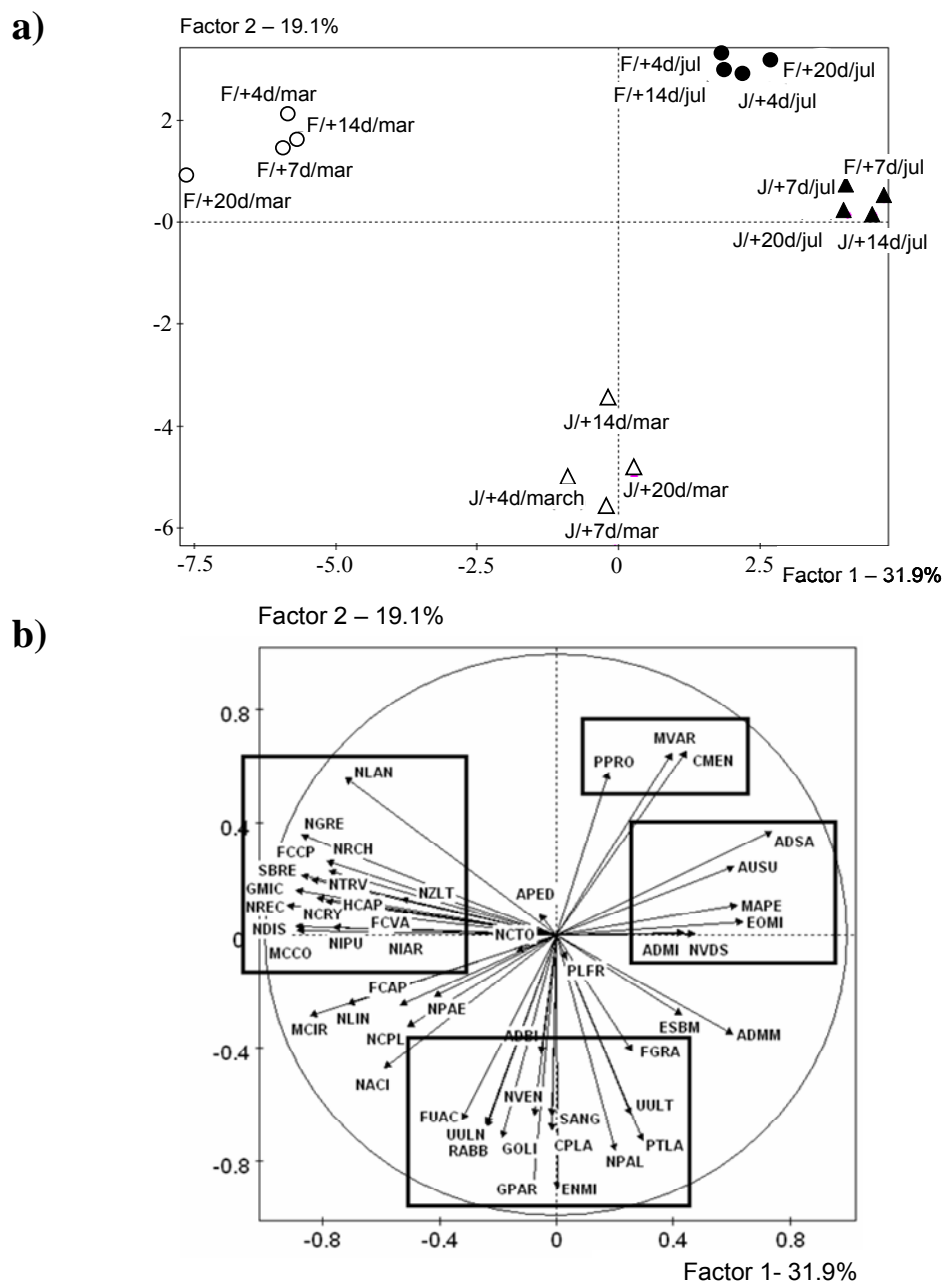 a)
Factor 2 – 19.1%
F/+4d/jul
F/+20d/jul
F/+14d/jul
J/+4d/jul
F/+4d/mar
F/+14d/mar
F/+7d/mar
F/+20d/mar
F/+7d/jul
J/+7d/jul
J/+20d/jul
J/+14d/jul
J/+14d/mar
J/+4d/march
J/+20d/mar
J/+7d/mar
2
-0
-2
-4
-6
-7.5
-5.0
-2.5
0
2.5
Factor 1 – 31.9%
b)
Factor 2 – 19.1%
0.8
0.4
0
-0.4
-0.8
MVAR
PPRO
CMEN
NLAN
NGRE
NRCH
FCCP
SBRE
NTRV
GMIC
NZLT
HCAP
NREC
NCRY
FCVA
NDIS
NIPU
NIAR
MCCO
APED
NCTO
ADSA
AUSU
MAPE
EOMI
ADMI
NVDS
PLFR
FCAP
NPAE
NLIN
MCIR
NCPL
NACI
ADBI
ESBM
ADMM
FGRA
NVEN
FUAC
SANG
UULT
UULN
RABB
GOLI
CPLA
PTLA
NPAL
GPAR
ENMI
-0.8
-0.4
0
0.4
0.8
Factor 1- 31.9%